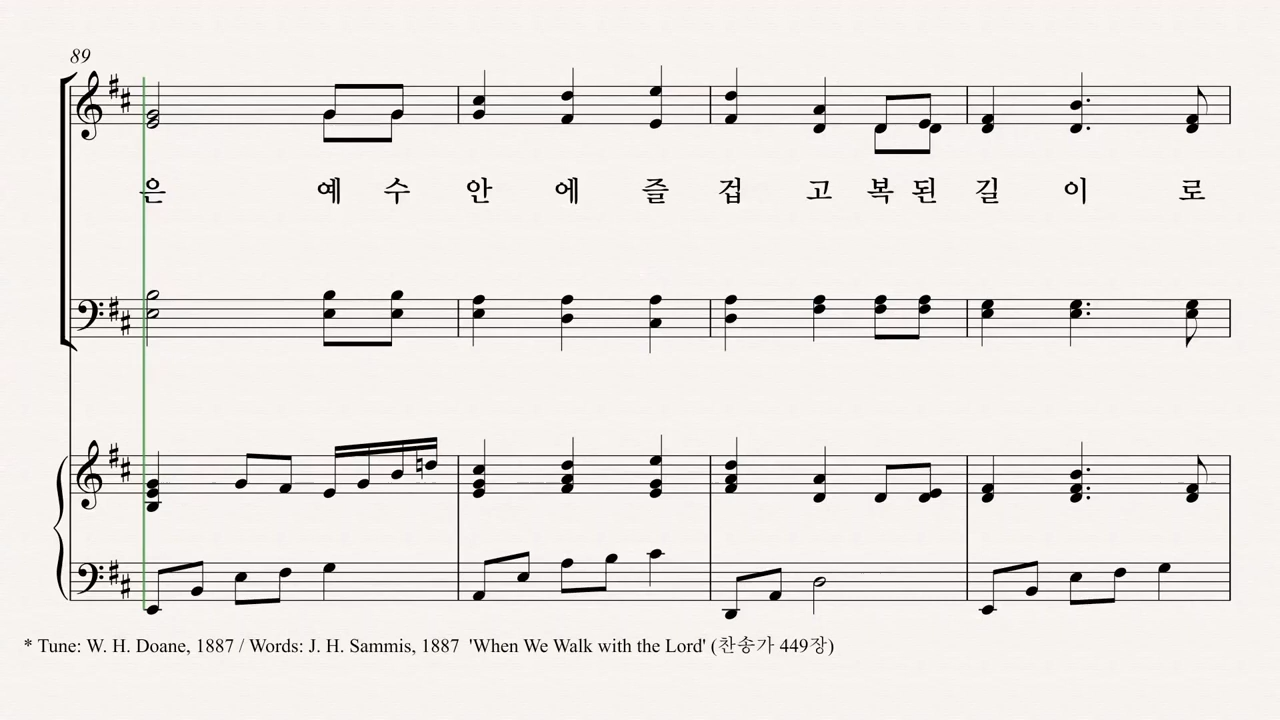 89
은 예 수 안 에 즐 겁 고 복 된 길 이 로
* Tune: W. H. Doane, 1887 / Words: J. H. Sammis, 1887 'When We Walk with the Lord' (찬송가 449장)